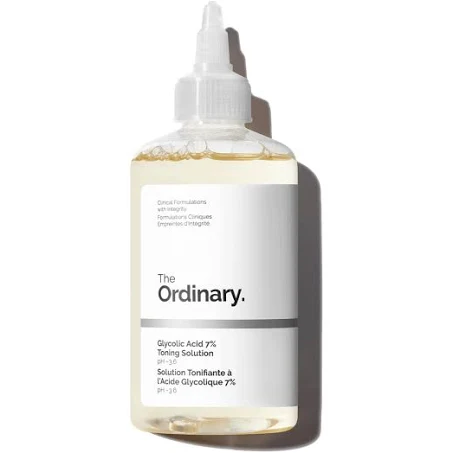 Clinical Formulations
with Integrity.
Formulations Cliniques
Empreintes d'Intégrité.
The
Ordinary.
Glycolic Acid 7%
Toning Solution
pH ~3.6
Solution Tonifiante à
l'Acide Glycolique 7%
pH ~3.6